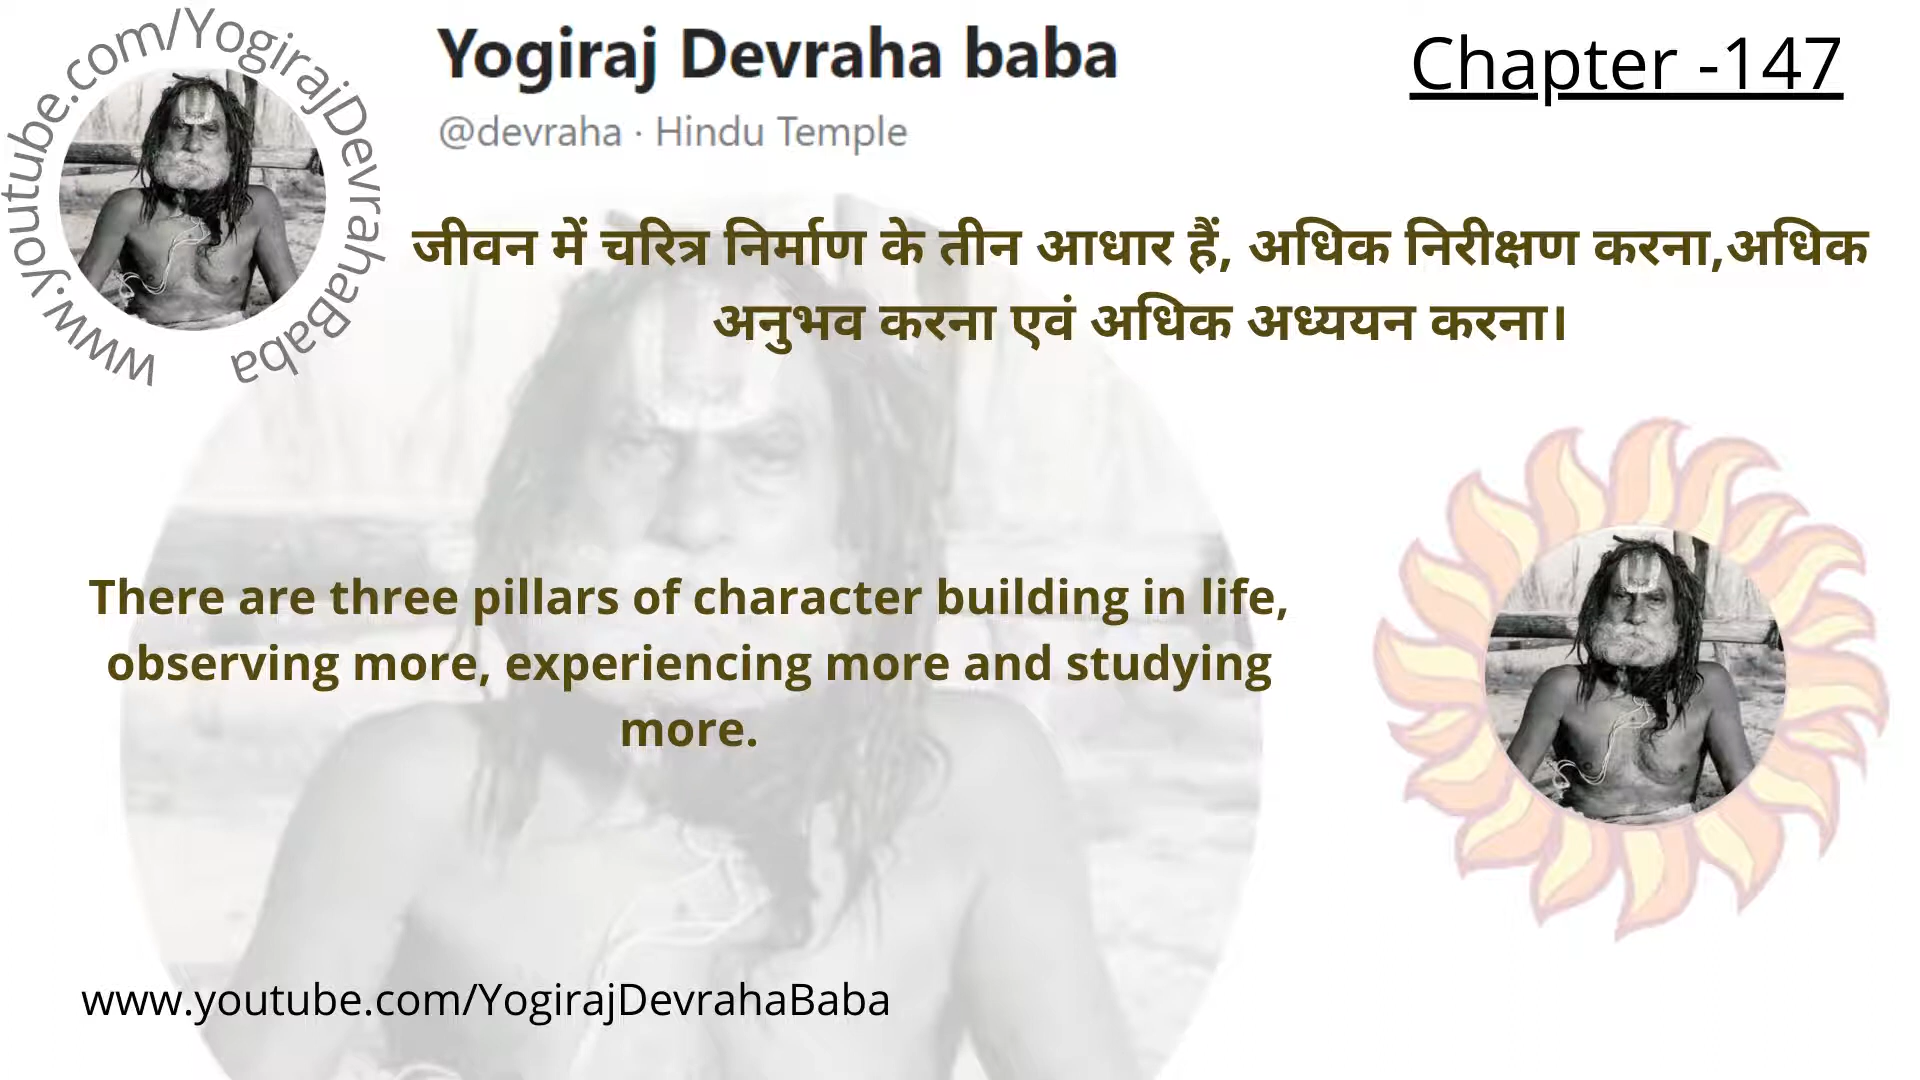 www.youtube.com/YogirajDevrahaBaba
Yogiraj Devraha baba
Chapter -147
@devraha · Hindu Temple
जीवन में चरित्र निर्माण के तीन आधार हैं, अधिक निरीक्षण करना,अधिक
अनुभव करना एवं अधिक अध्ययन करना।
There are three pillars of character building in life,
observing more, experiencing more and studying
more.
www.youtube.com/YogirajDevrahaBaba